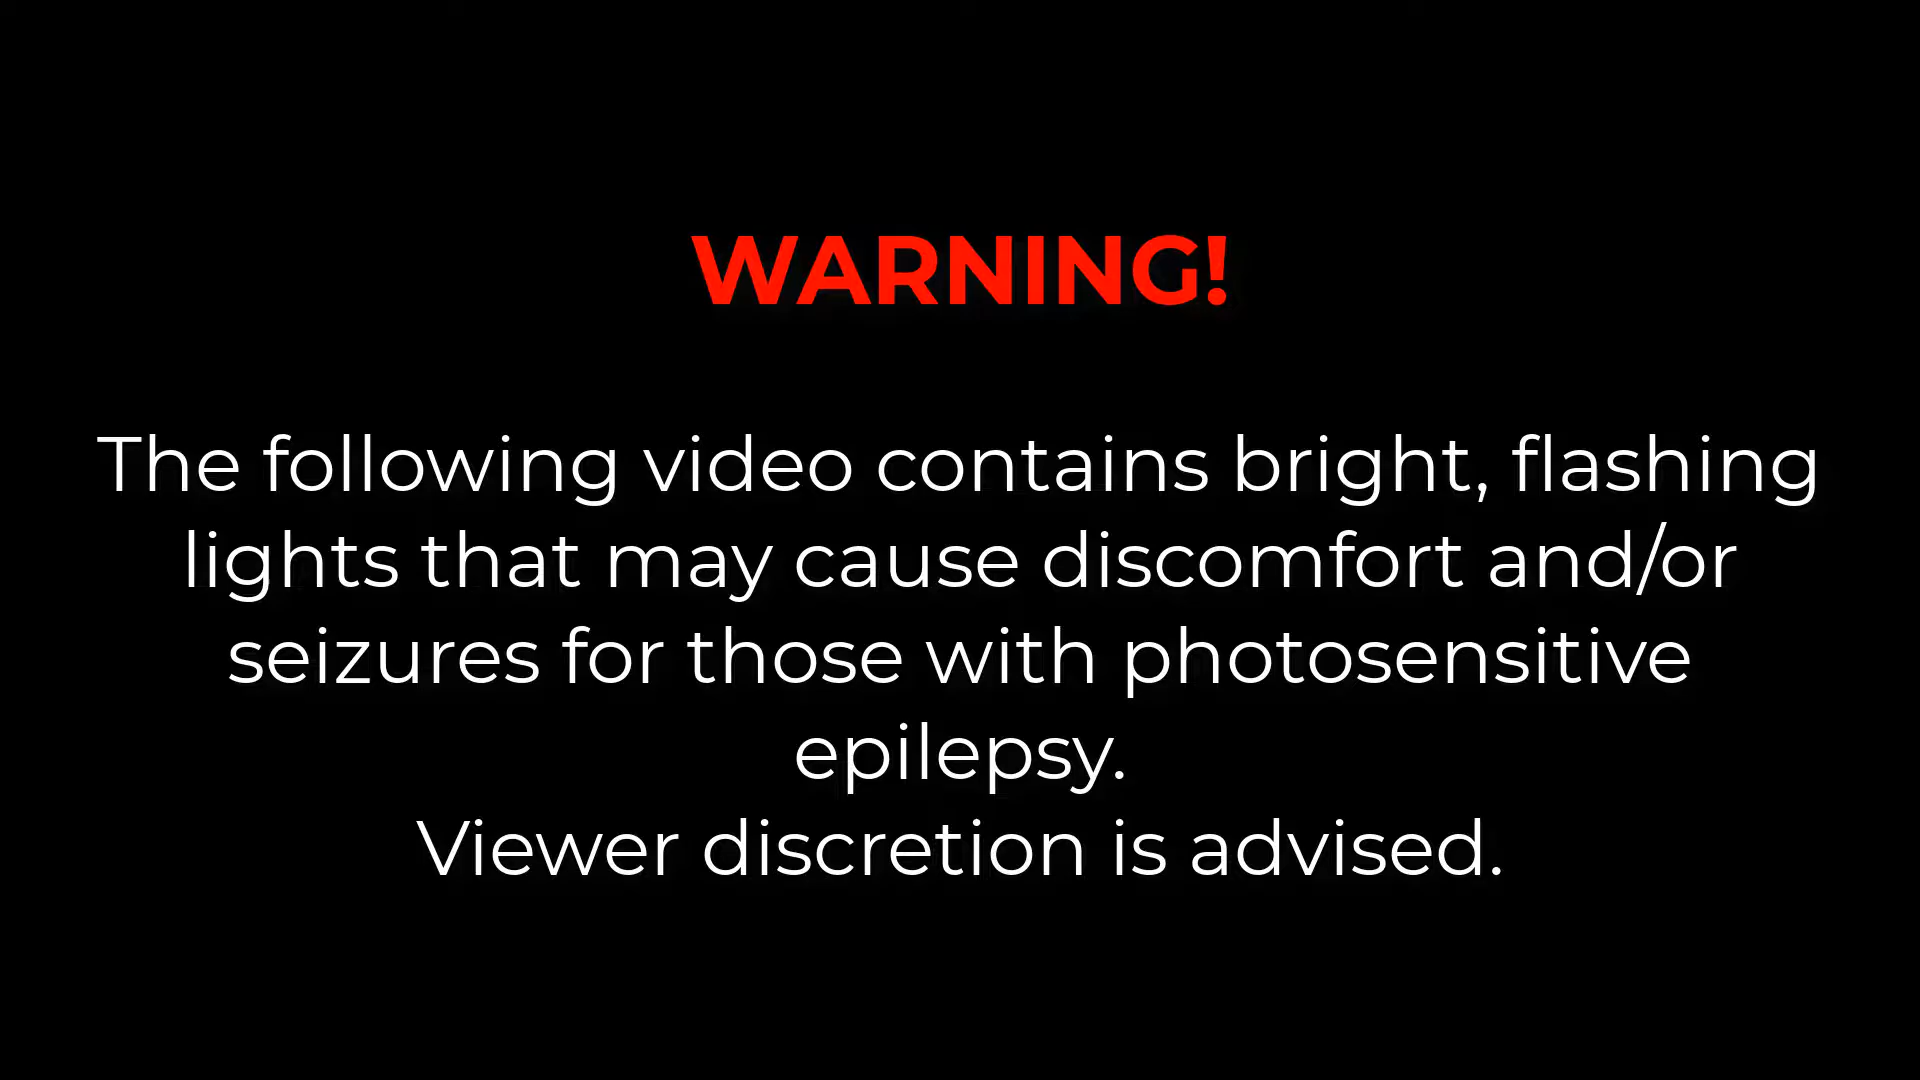 WARNING!
The following video contains bright, flashing
lights that may cause discomfort and/or
seizures for those with photosensitive
epilepsy.
Viewer discretion is advised.